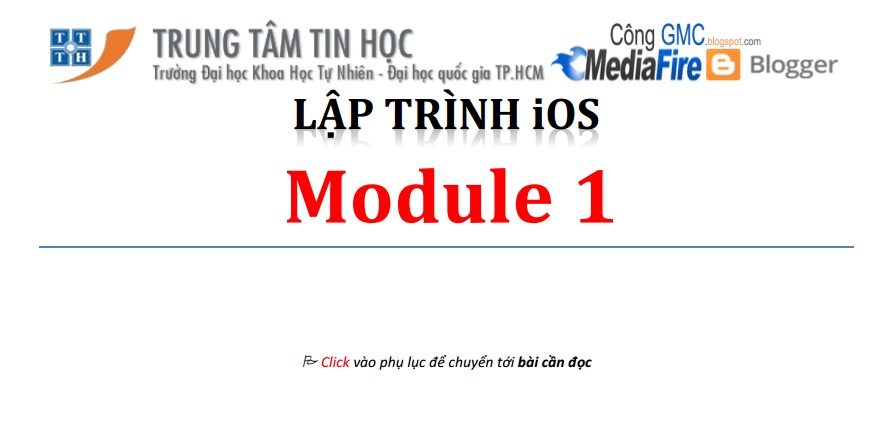 TT
TH
TRUNG TÂM TIN HỌC
Trường Đại học Khoa Học Tự Nhiên - Đại học quốc gia TP.HCM
Công GMC.blogspot.com
MediaFire Blogger
LẬP TRÌNH iOS
Module 1
Click vào phụ lục để chuyển tới bài cần đọc